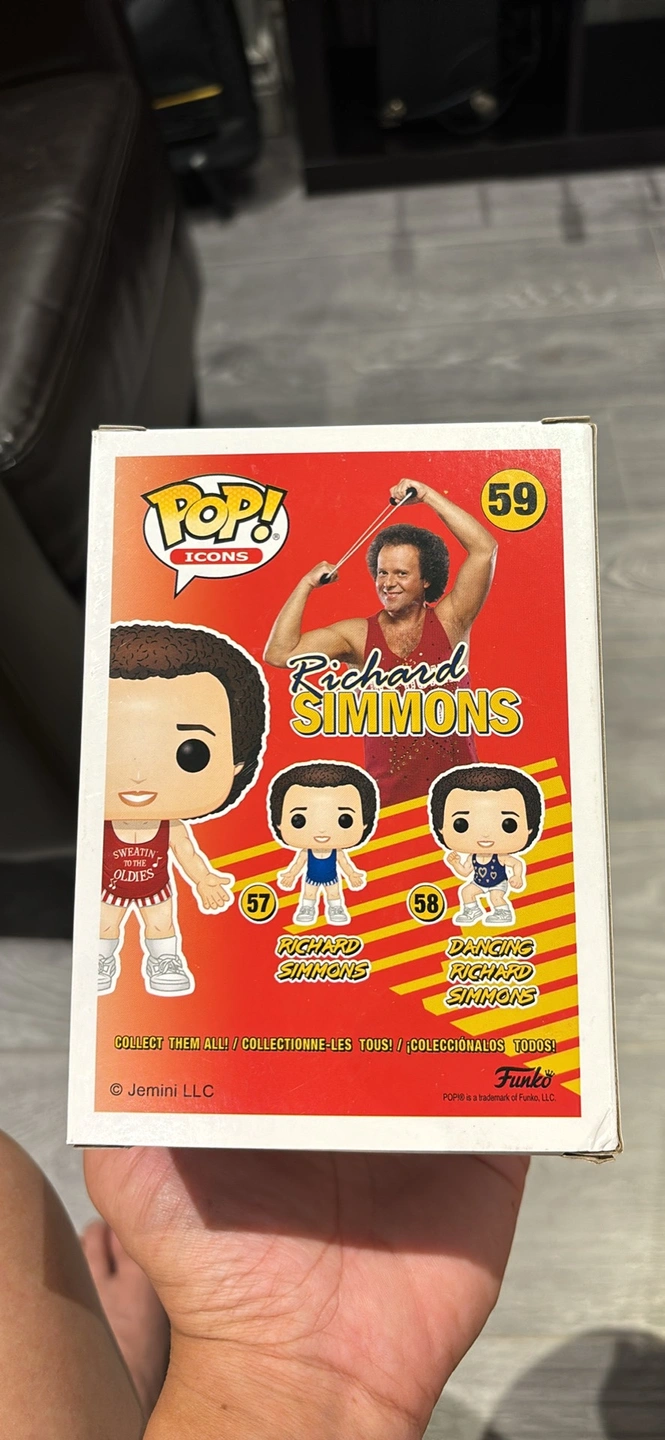 POP!®
ICONS
59
Richard
SIMMONS
SWEATIN'
TO THE
OLDIES
57
RICHARD
SIMMONS
58
DANCING
RICHARD
SIMMONS
COLLECT THEM ALL! / COLLECTIONNE-LES TOUS! / ¡COLECCIÓNALOS TODOS!
© Jemini LLC
Funko
POP!® is a trademark of Funko, LLC.